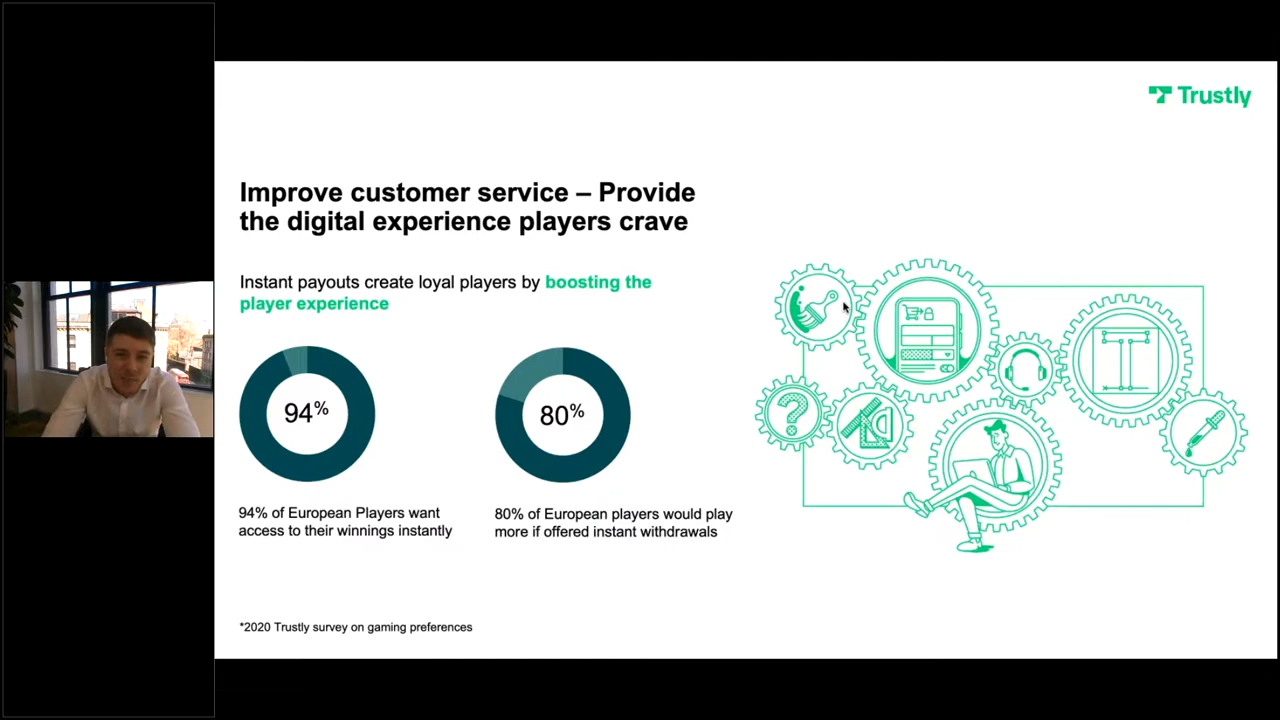 Trustly
Improve customer service – Provide
the digital experience players crave
Instant payouts create loyal players by boosting the
player experience
94%
80%
94% of European Players want
access to their winnings instantly
80% of European players would play
more if offered instant withdrawals
*2020 Trustly survey on gaming preferences